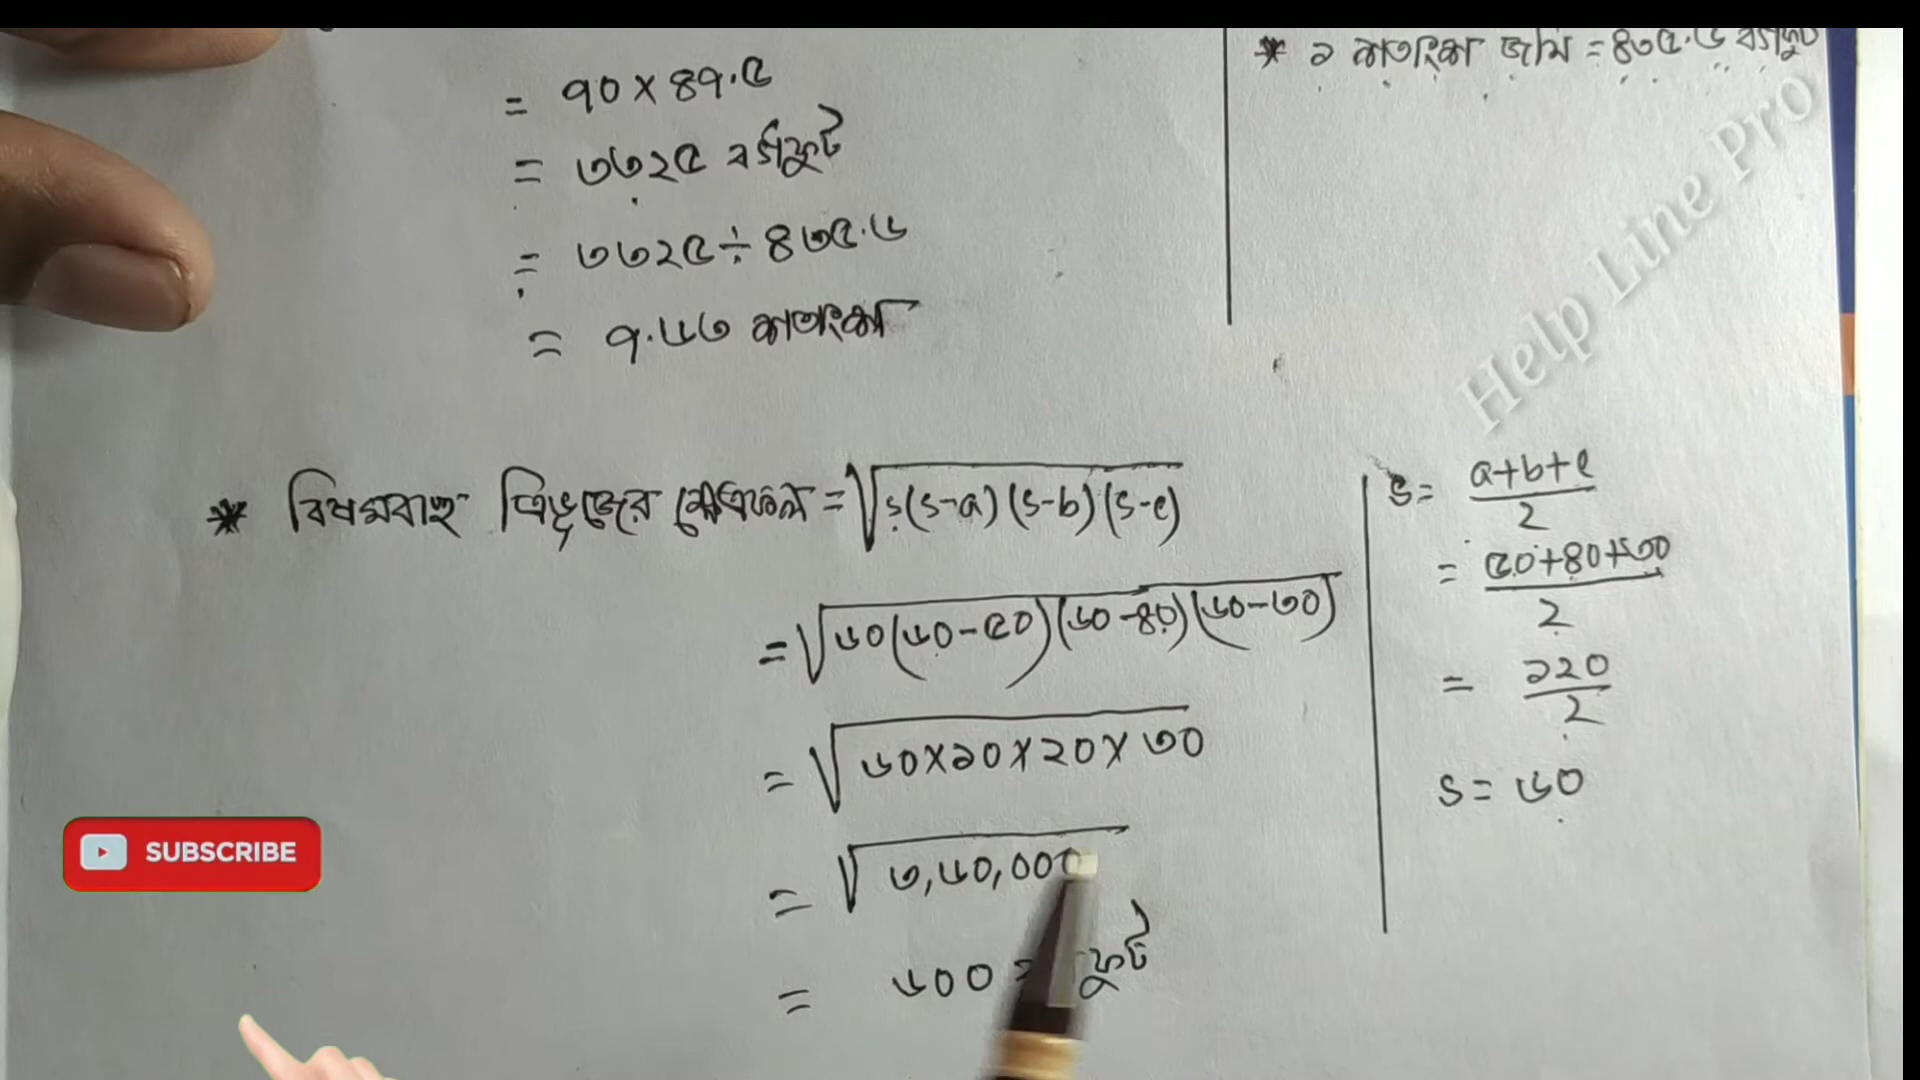 = ৭০ × ৪৭.৫
= ৩৩২৫ বর্গফুট
= ৩৩২৫ ÷ ৪৩৫.৬
= ৭.৬৩ শতাংশ
* ১ শতাংশ জমি = ৪৩৫.৬ বর্গফুট
Help Line Pro
* বিষমবাহু ত্রিভুজের ক্ষেত্রফল = √s(s-a)(s-b)(s-c)
= √৬০(৬০-৫০)(৬০-৪০)(৬০-৩০)
= √৬০×১০×২০×৩০
= √৩,৬০,০০০
= ৬০০ ফুট
s = a+b+c
2
= ৫০+৪০+৩০
2
= ১২০
2
s = ৬০
SUBSCRIBE